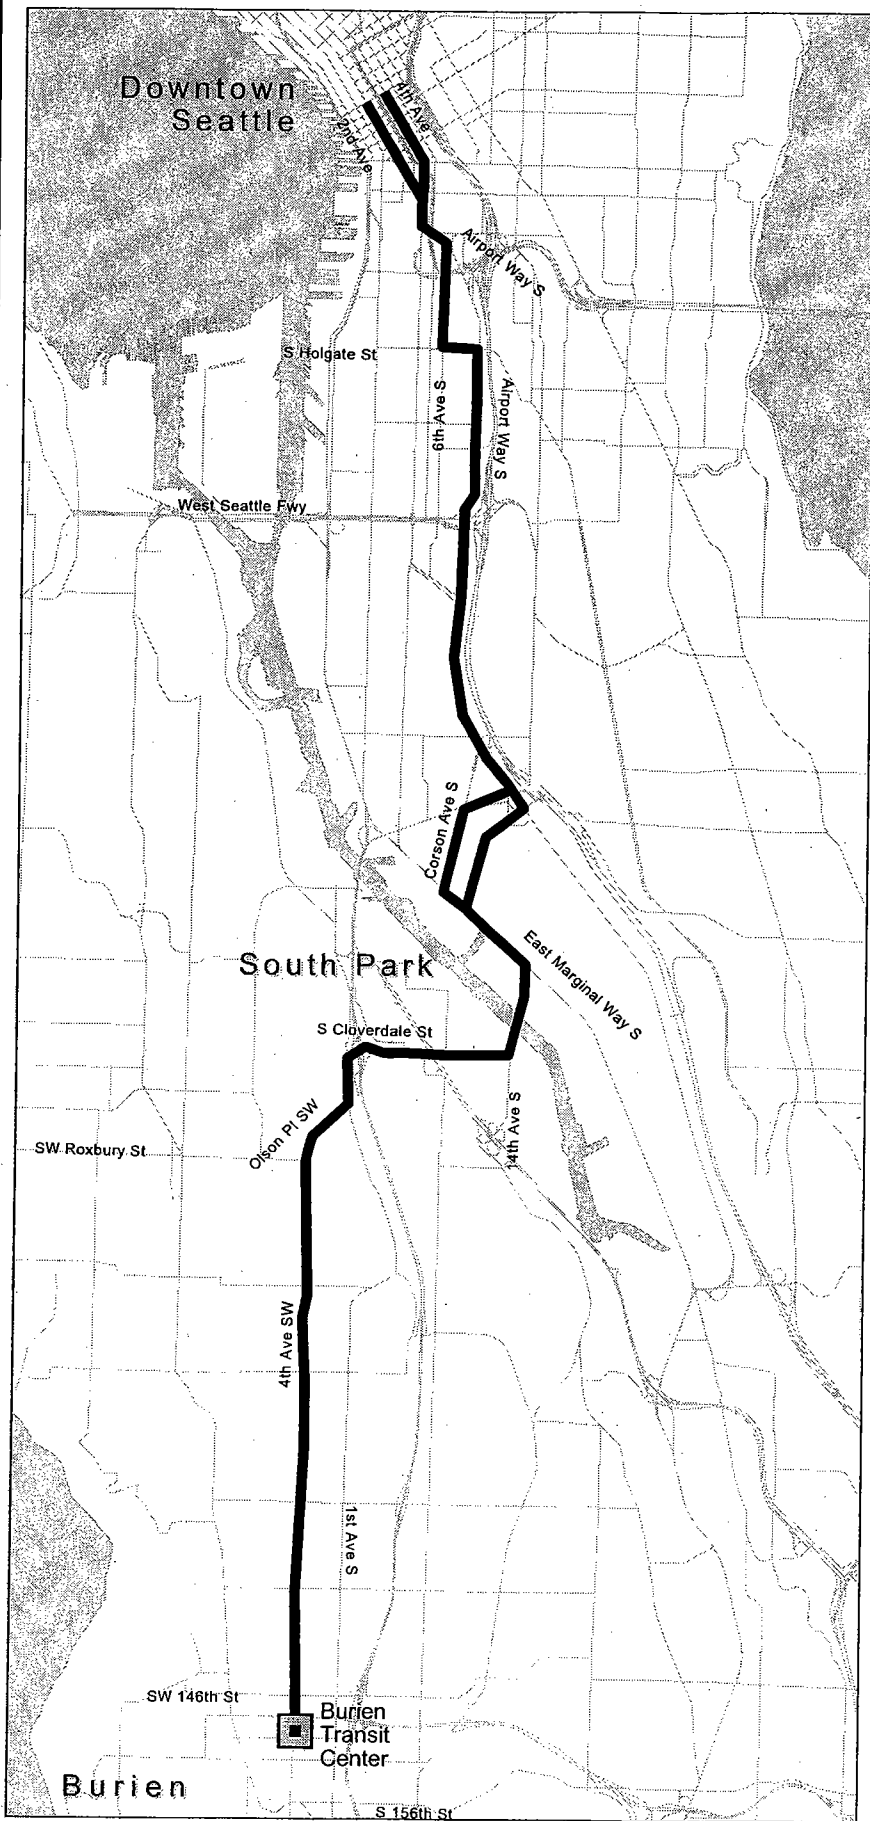 Downtown
Seattle
4th Ave
2nd Ave
Airport Way S
S Holgate St
6th Ave S
Airport Way S
West Seattle Fwy
Corson Ave S
East Marginal Way S
South Park
S Cloverdale St
Olson Pl SW
14th Ave S
SW Roxbury St
4th Ave SW
1st Ave S
SW 146th St
Burien
Transit
Center
Burien
S 156th St